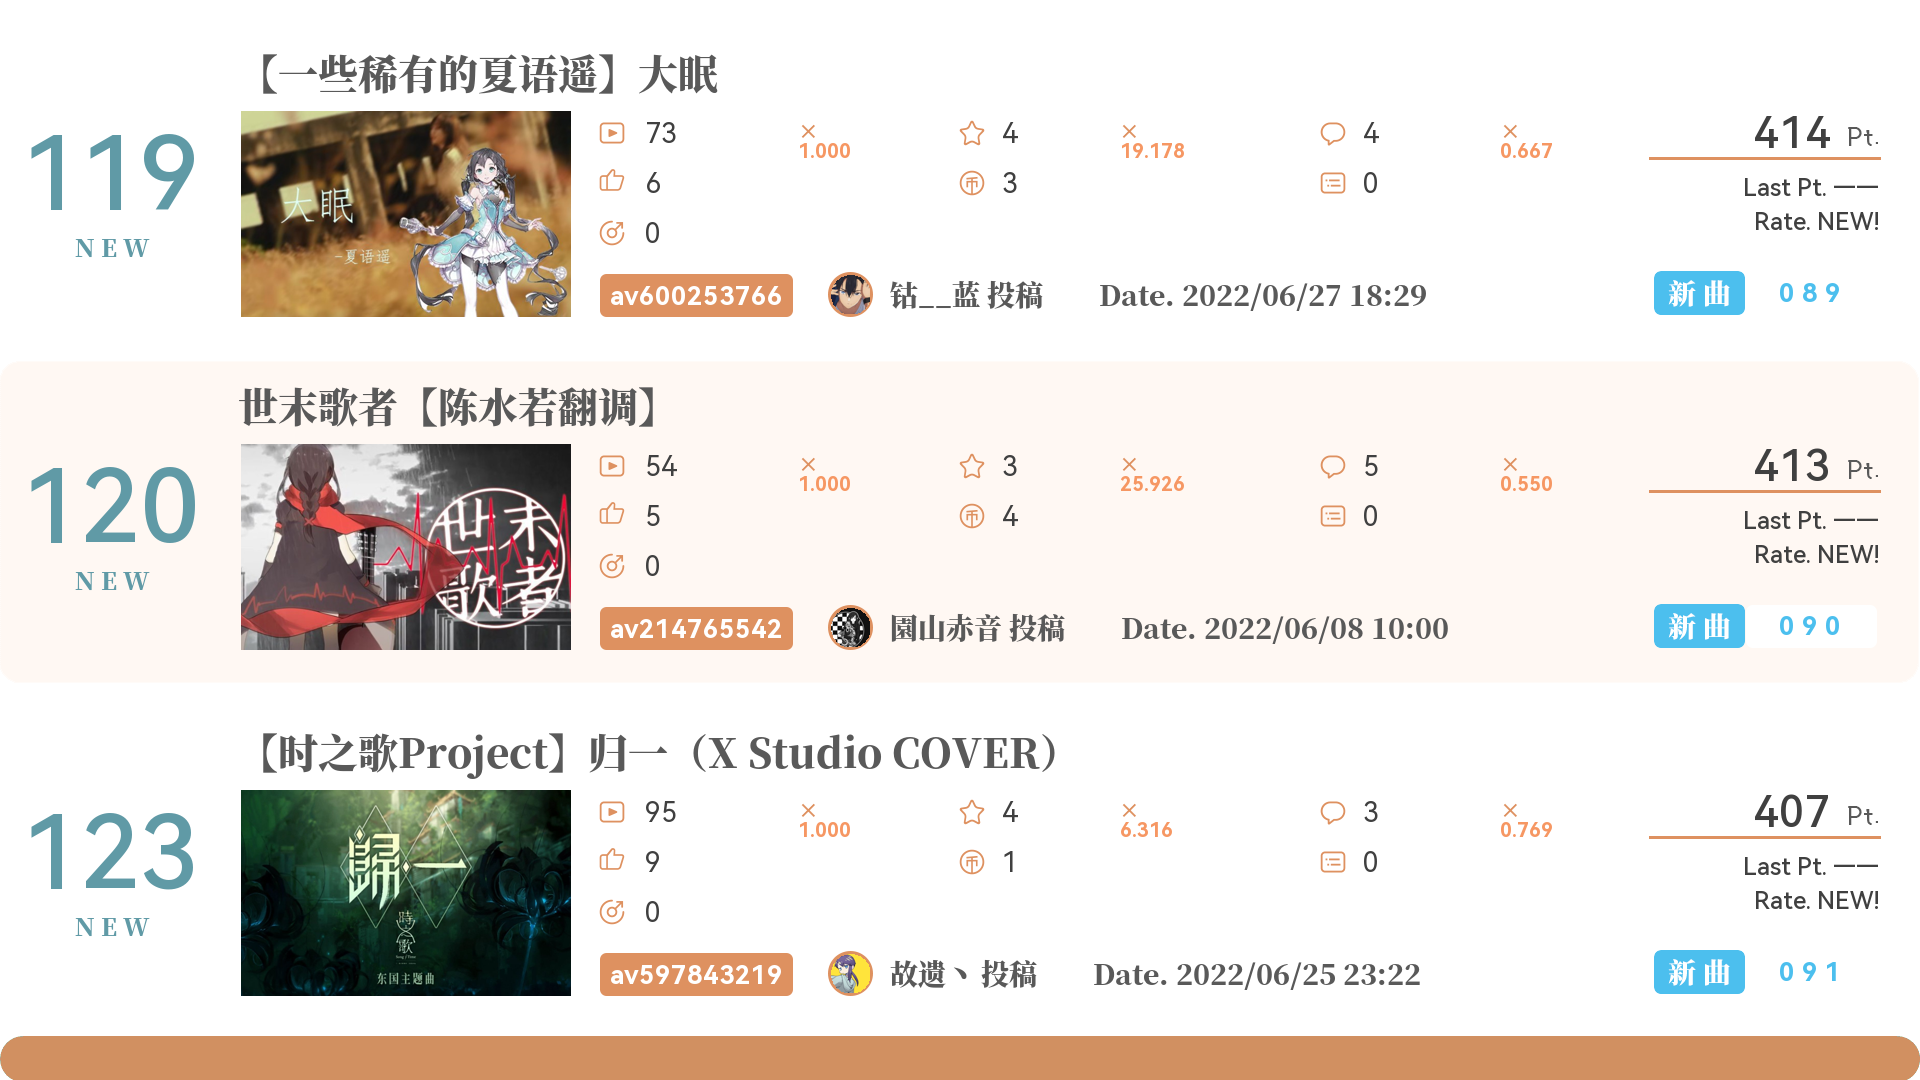 【一些稀有的夏语遥】大眠
119
NEW
大眠
-夏语遥
73
×
1.000
4
×
19.178
4
×
0.667
6
3
0
0
414 Pt.
Last Pt. ——
Rate. NEW!
av600253766
钴__蓝 投稿
Date. 2022/06/27 18:29
新曲
089
世末歌者【陈水若翻调】
120
NEW
世末
歌者
54
×
1.000
3
×
25.926
5
×
0.550
5
4
0
0
413 Pt.
Last Pt. ——
Rate. NEW!
av214765542
園山赤音 投稿
Date. 2022/06/08 10:00
新曲
090
【时之歌Project】归一（X Studio COVER）
123
NEW
歸一
時之歌
东国主题曲
95
×
1.000
4
×
6.316
3
×
0.769
9
1
0
0
407 Pt.
Last Pt. ——
Rate. NEW!
av597843219
故遗丶 投稿
Date. 2022/06/25 23:22
新曲
091